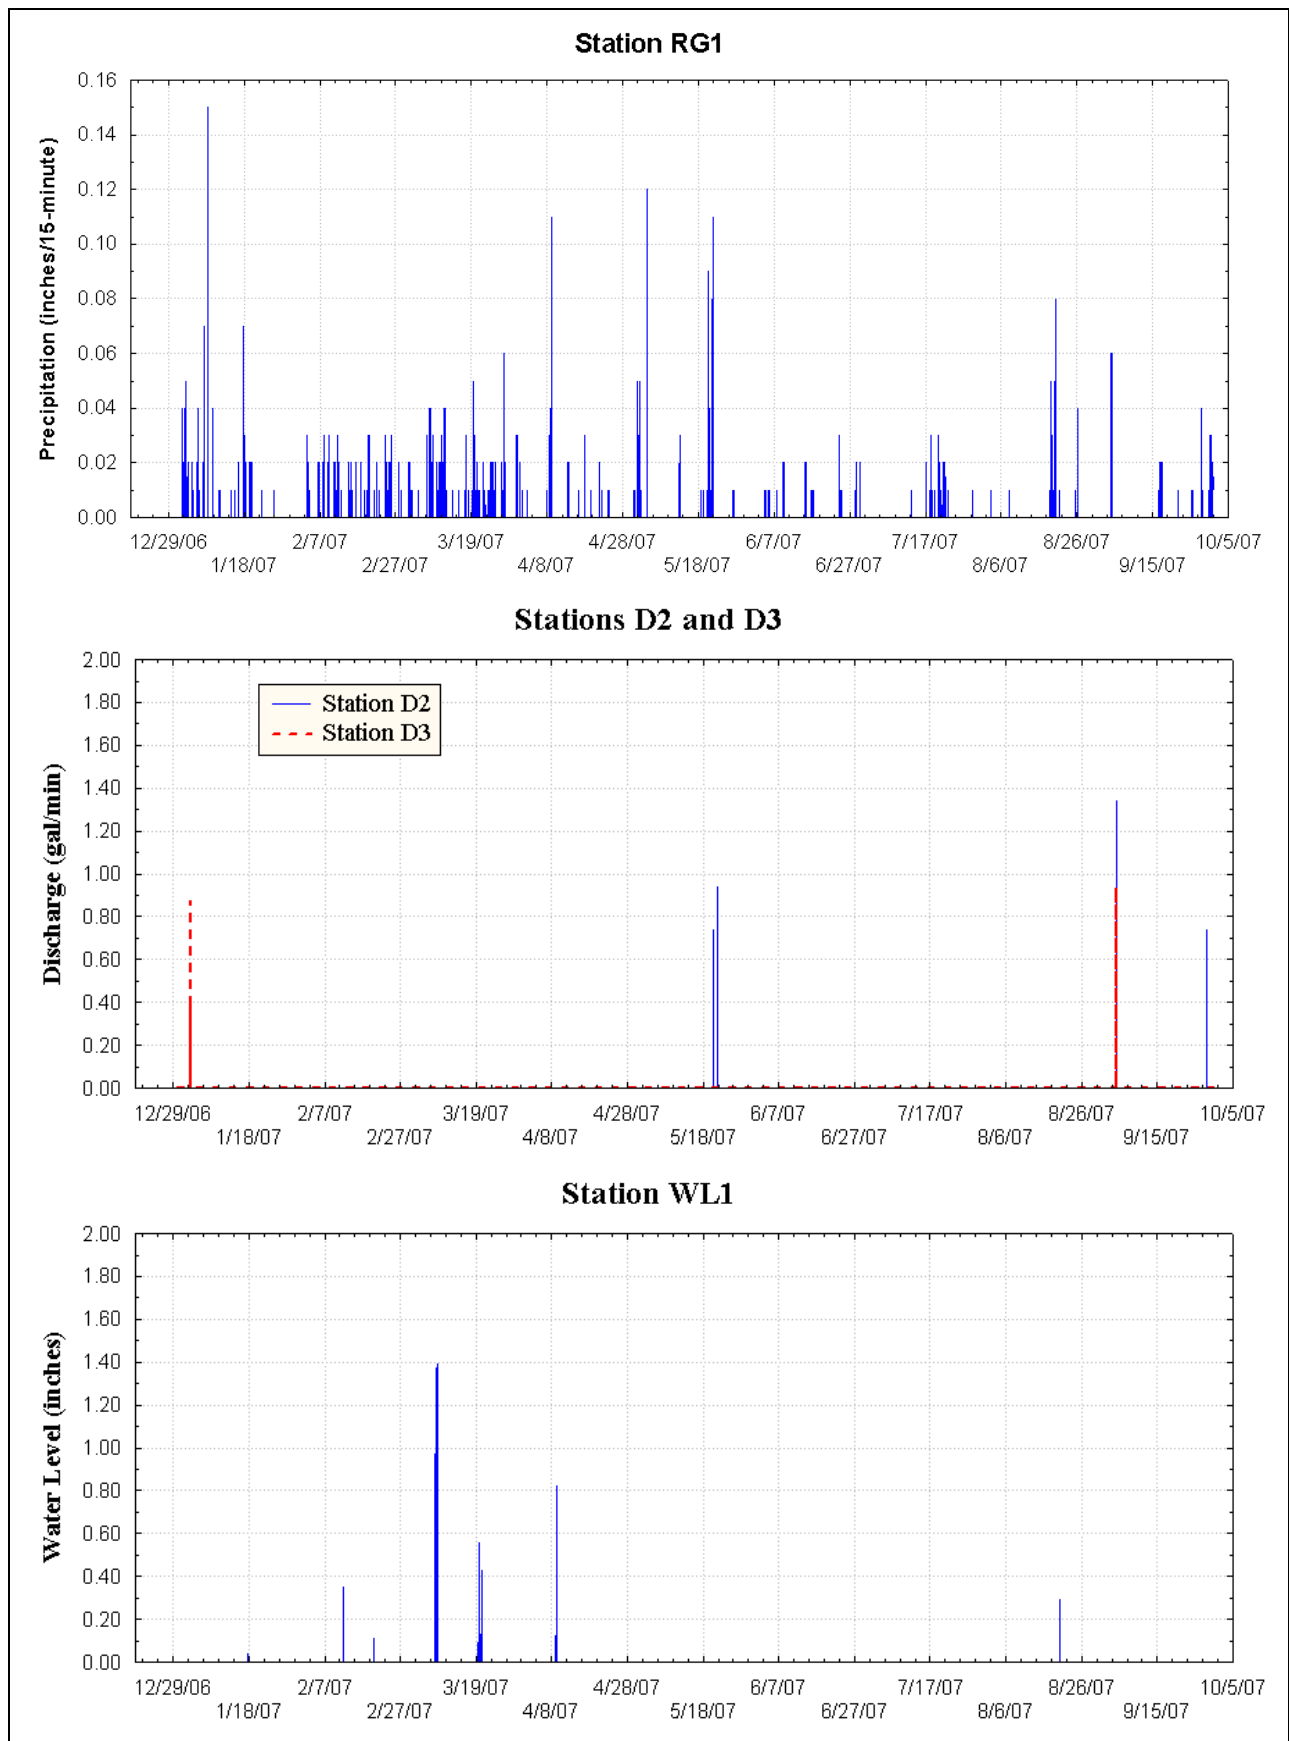 Station RG1
Precipitation (inches/15-minute)
0.16
0.14
0.12
0.10
0.08
0.06
0.04
0.02
0.00
12/29/06 2/7/07 3/19/07 4/28/07 6/7/07 7/17/07 8/26/07 10/5/07
1/18/07 2/27/07 4/8/07 5/18/07 6/27/07 8/6/07 9/15/07
Stations D2 and D3
Discharge (gal/min)
2.00
1.80
1.60
1.40
1.20
1.00
0.80
0.60
0.40
0.20
0.00
Station D2
Station D3
12/29/06 2/7/07 3/19/07 4/28/07 6/7/07 7/17/07 8/26/07 10/5/07
1/18/07 2/27/07 4/8/07 5/18/07 6/27/07 8/6/07 9/15/07
Station WL1
Water Level (inches)
2.00
1.80
1.60
1.40
1.20
1.00
0.80
0.60
0.40
0.20
0.00
12/29/06 2/7/07 3/19/07 4/28/07 6/7/07 7/17/07 8/26/07 10/5/07
1/18/07 2/27/07 4/8/07 5/18/07 6/27/07 8/6/07 9/15/07